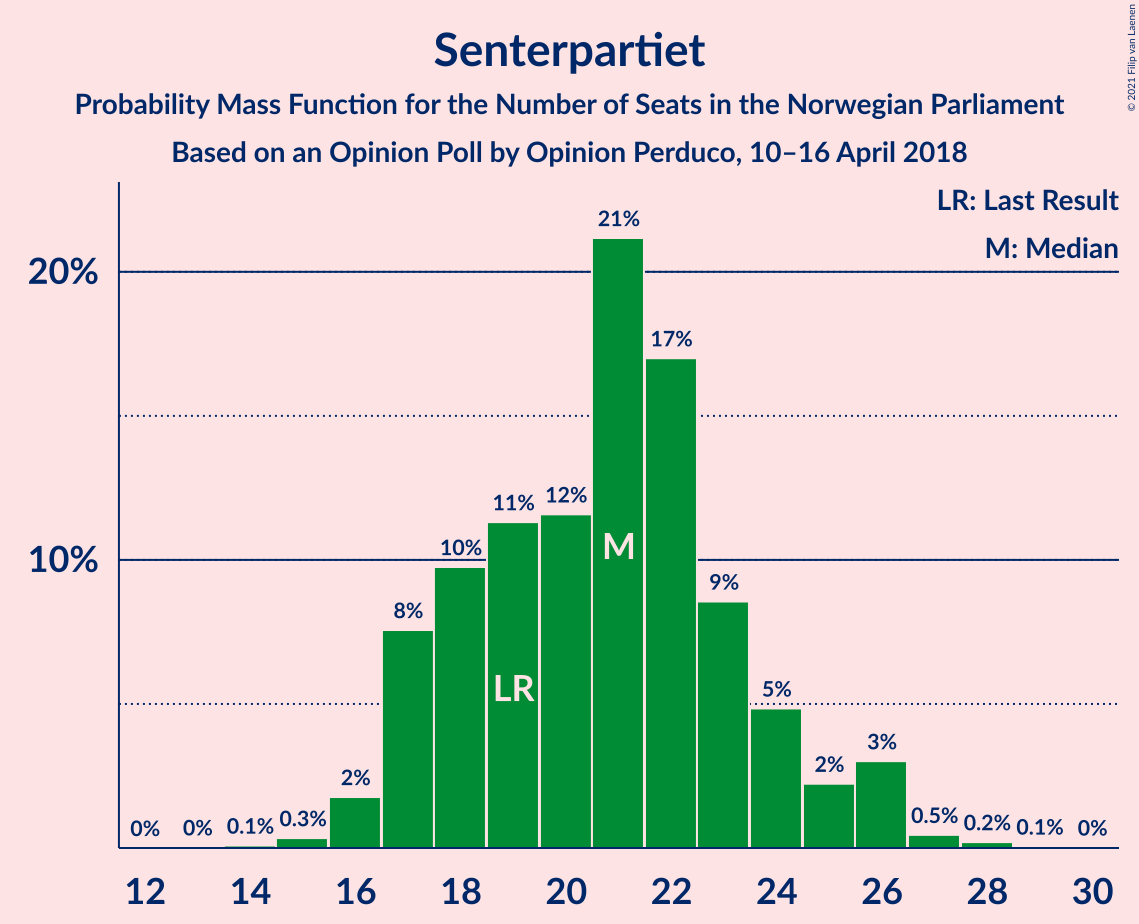 © 2021 Filip van Laenen
Senterpartiet
Probability Mass Function for the Number of Seats in the Norwegian Parliament
Based on an Opinion Poll by Opinion Perduco, 10–16 April 2018
LR: Last Result
M: Median
20%
10%
0%
0%
0.1%
0.3%
2%
8%
10%
11%
12%
21%
17%
9%
5%
2%
3%
0.5%
0.2%
0.1%
0%
LR
M
12 14 16 18 20 22 24 26 28 30